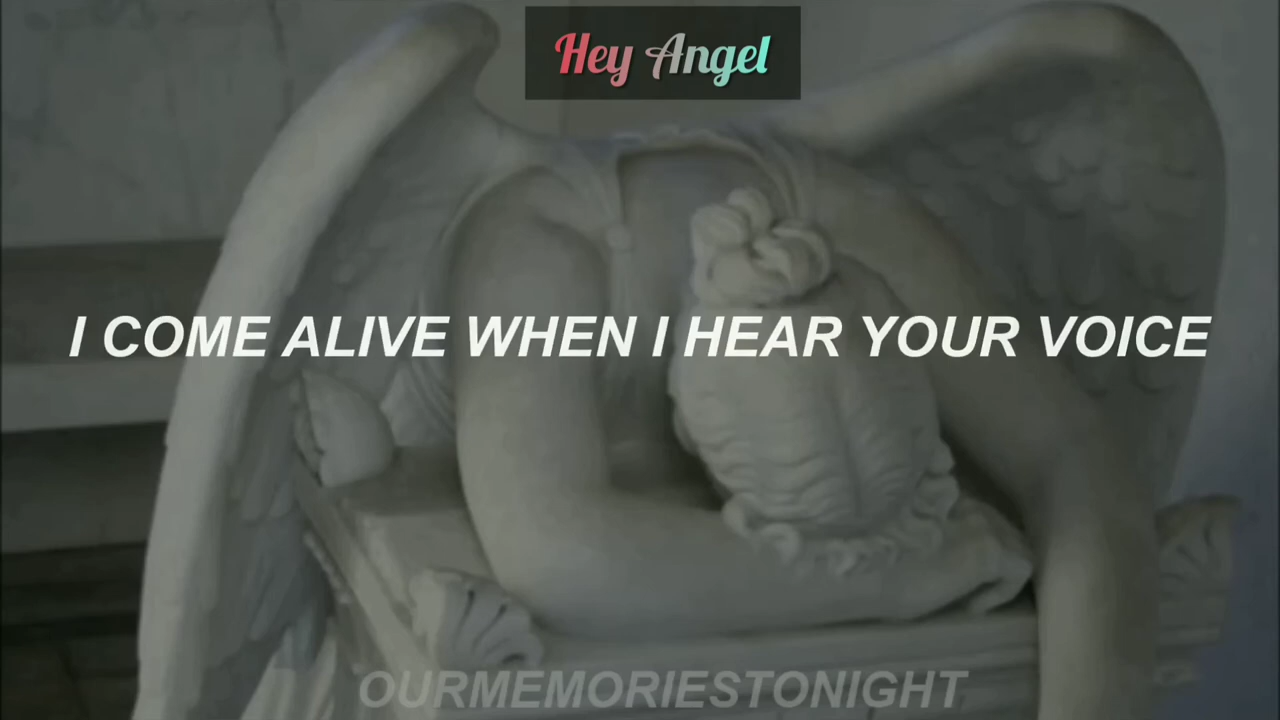 Hey Angel
I COME ALIVE WHEN I HEAR YOUR VOICE
OURMEMORIESTONIGHT